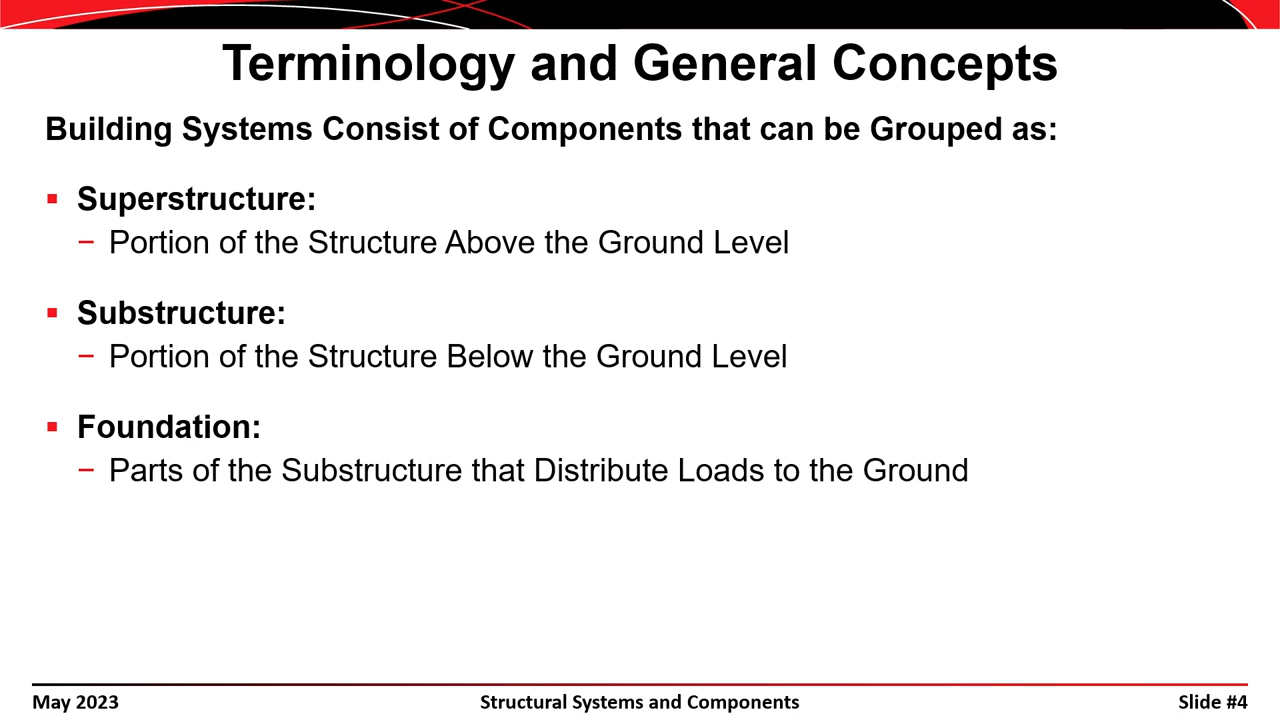 Terminology and General Concepts
Building Systems Consist of Components that can be Grouped as:
▪ Superstructure:
− Portion of the Structure Above the Ground Level
▪ Substructure:
− Portion of the Structure Below the Ground Level
▪ Foundation:
− Parts of the Substructure that Distribute Loads to the Ground
May 2023 Structural Systems and Components Slide #4